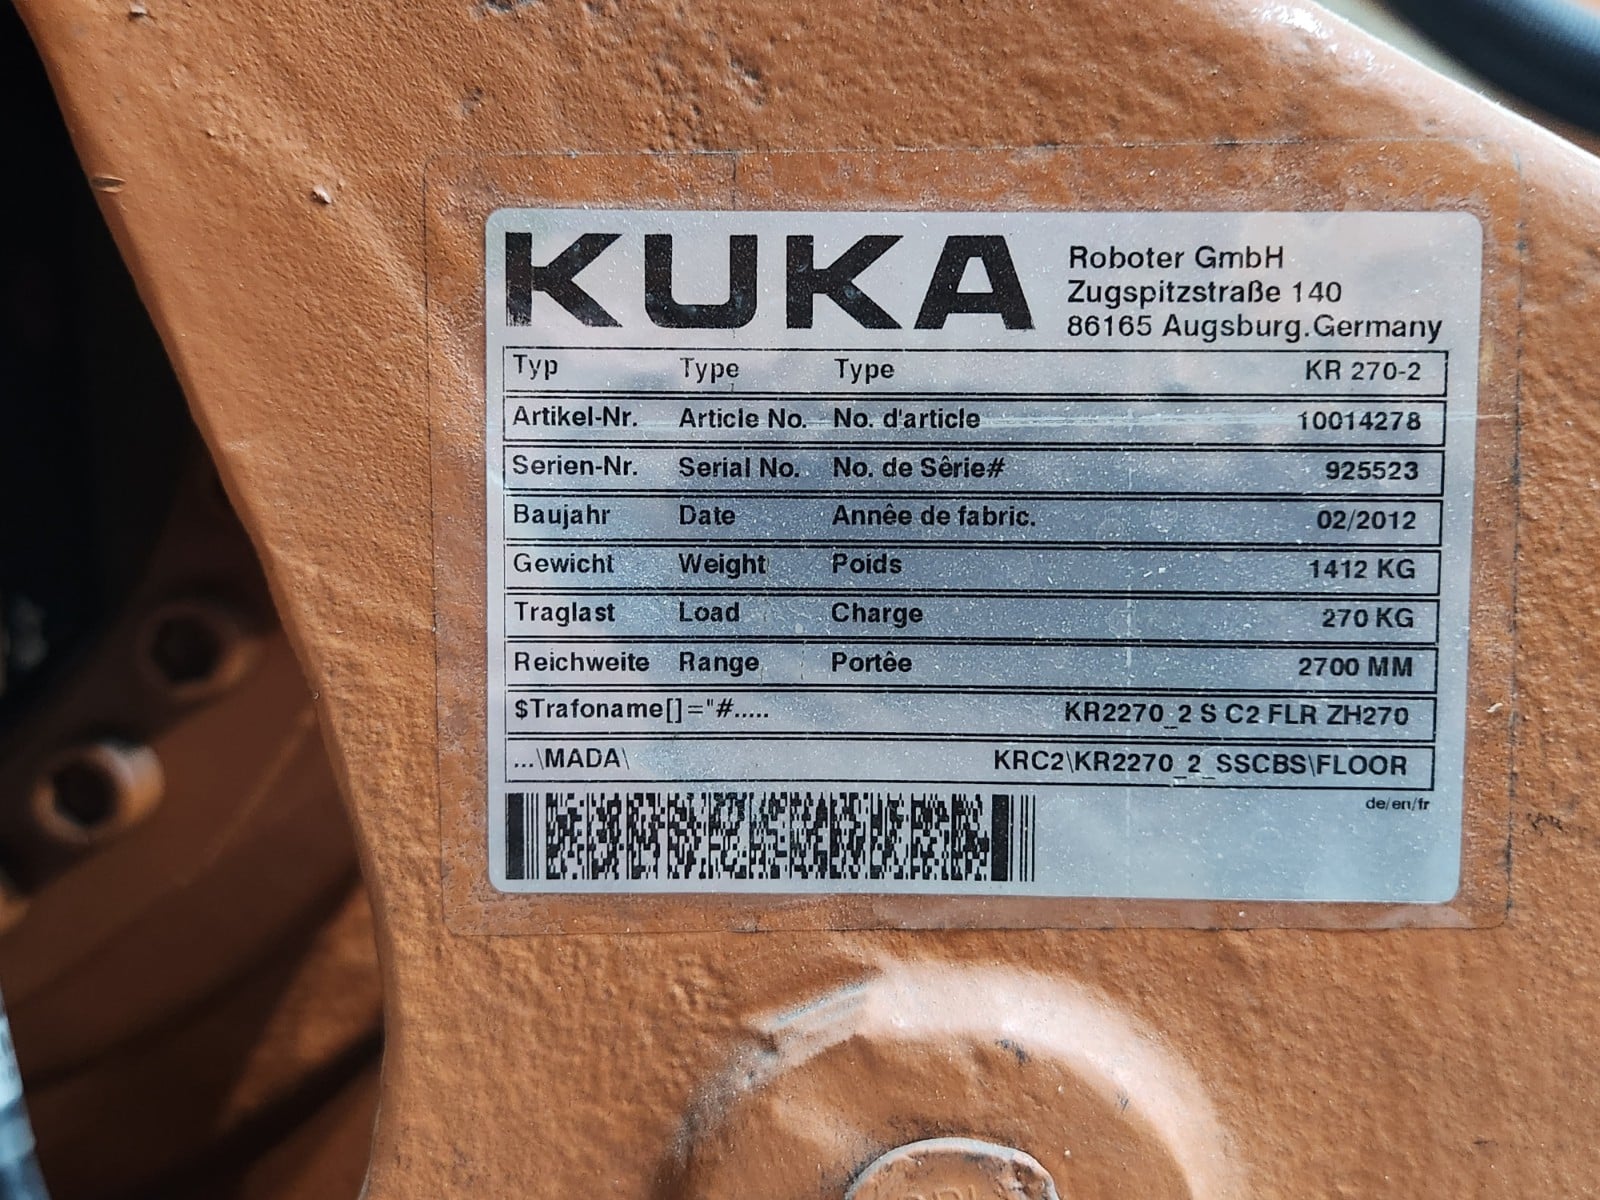 KUKA
Roboter GmbH
Zugspitzstraße 140
86165 Augsburg.Germany
Typ Type Type KR 270-2
Artikel-Nr. Article No. No. d'article 10014278
Serien-Nr. Serial No. No. de Sêrie# 925523
Baujahr Date Annêe de fabric. 02/2012
Gewicht Weight Poids 1412 KG
Traglast Load Charge 270 KG
Reichweite Range Portêe 2700 MM
$Trafoname[]="#..... KR2270_2 S C2 FLR ZH270
...\MADA\ KRC2\KR2270_2_SSCBS\FLOOR
de/en/fr